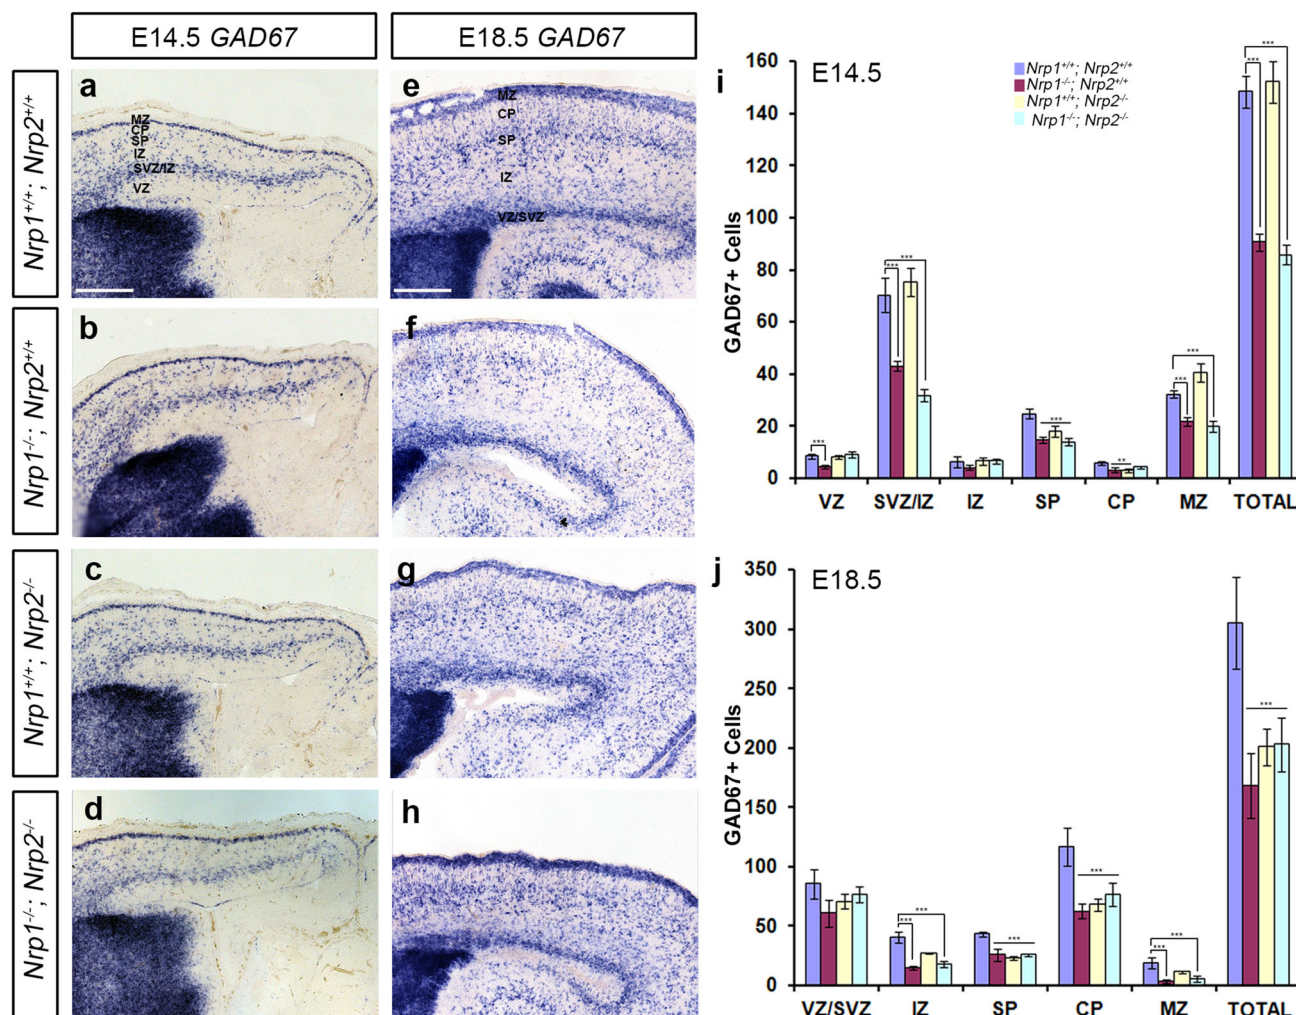 E14.5 GAD67
E18.5 GAD67
Nrp1+/+; Nrp2+/+
a
MZ
CP
SP
IZ
SVZ/IZ
VZ
e
MZ
CP
SP
IZ
VZ/SVZ
Nrp1-/-; Nrp2+/+
b
f
Nrp1+/+; Nrp2-/-
c
g
Nrp1-/-; Nrp2-/-
d
h
i
E14.5
Nrp1+/+; Nrp2+/+
Nrp1-/-; Nrp2+/+
Nrp1+/+; Nrp2-/-
Nrp1-/-; Nrp2-/-
GAD67+ Cells
160
140
120
100
80
60
40
20
0
***
***
***
***
**
***
***
***
***
VZ SVZ/IZ IZ SP CP MZ TOTAL
j
E18.5
GAD67+ Cells
350
300
250
200
150
100
50
0
***
***
***
***
***
***
***
VZ/SVZ IZ SP CP MZ TOTAL